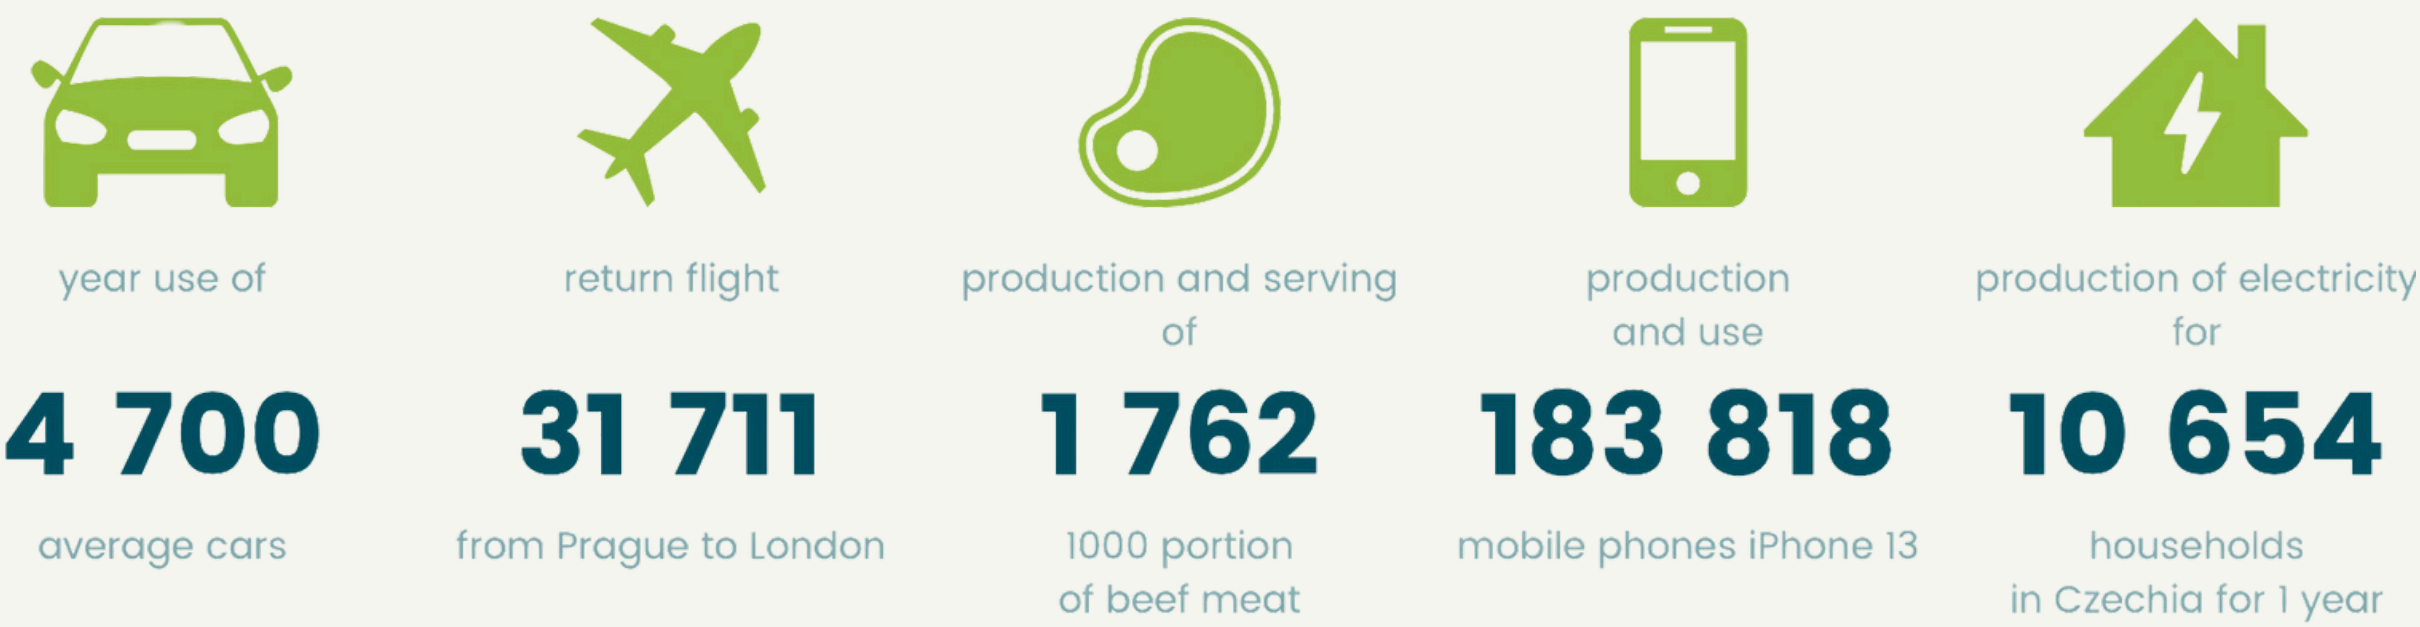 year use of
4 700
average cars
return flight
31 711
from Prague to London
production and serving
of
1 762
1000 portion
of beef meat
production
and use
183 818
mobile phones iPhone 13
production of electricity
for
10 654
households
in Czechia for 1 year